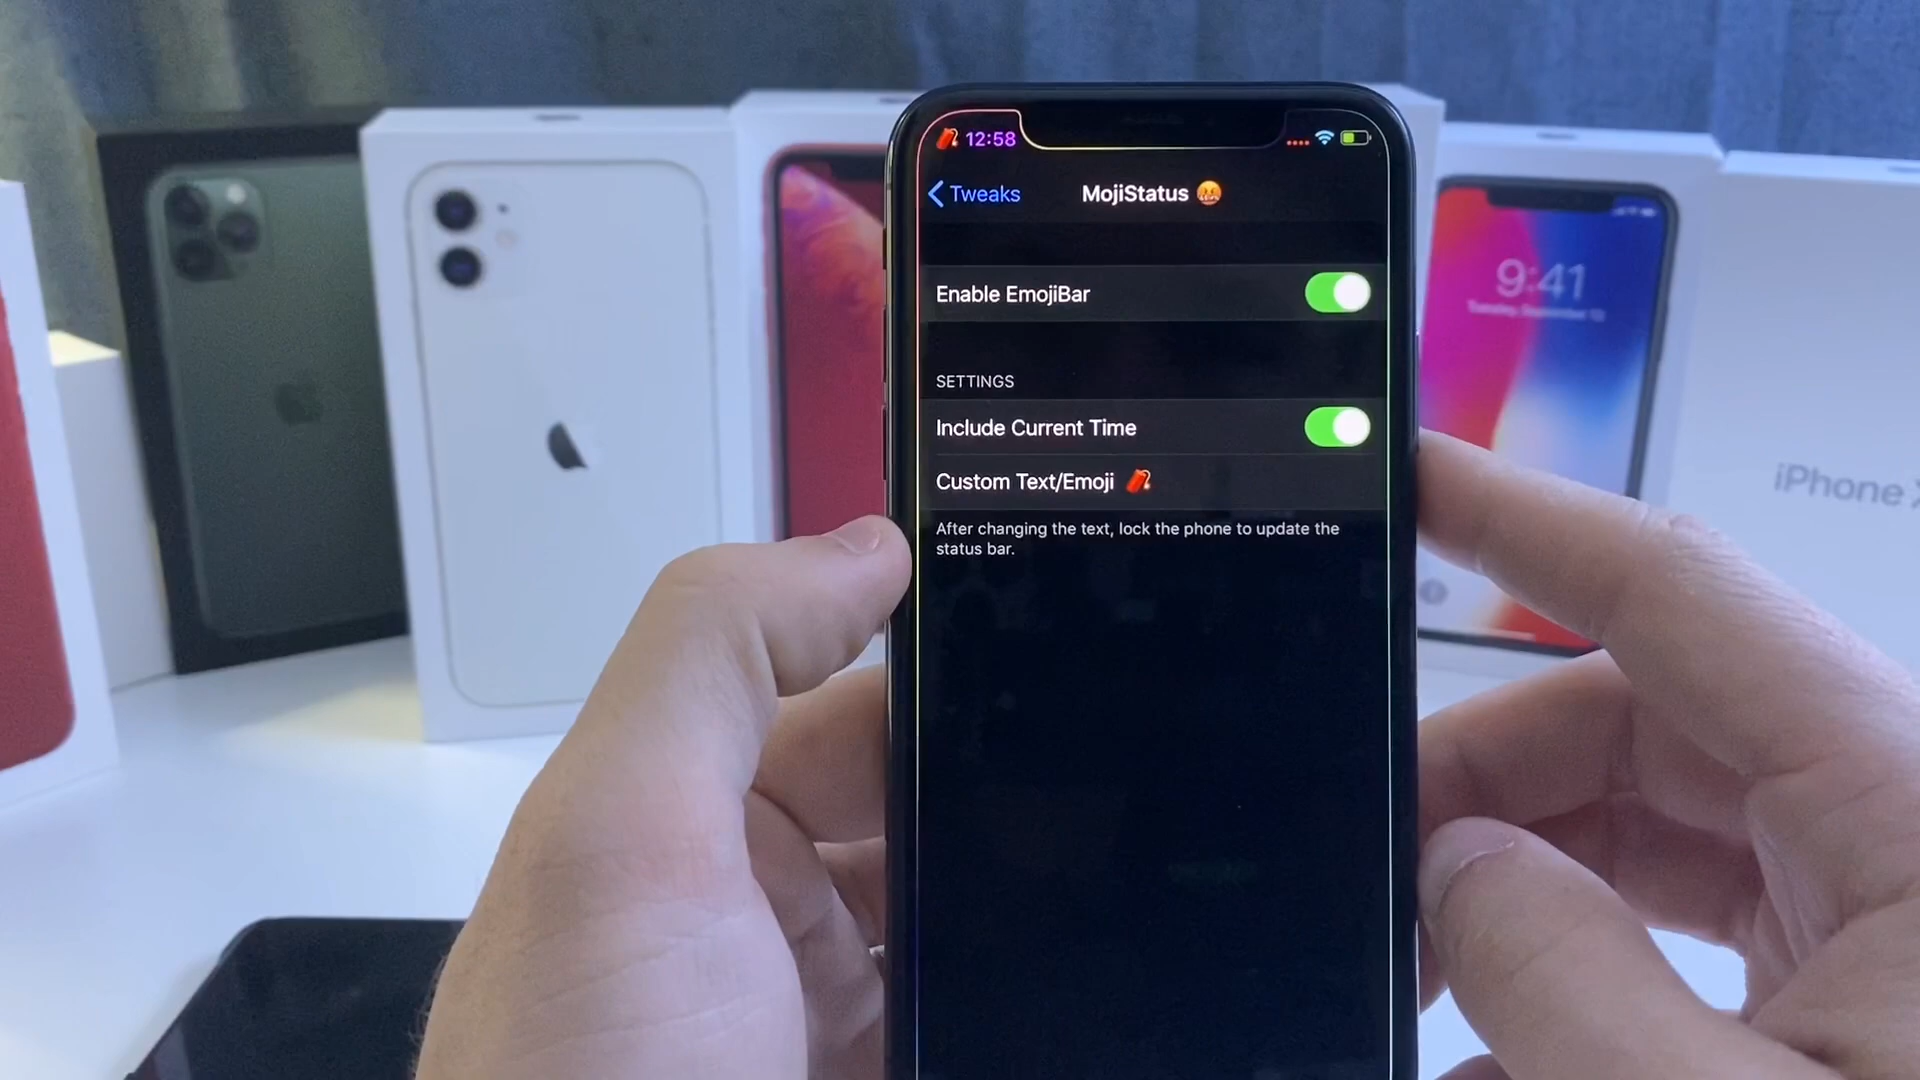 12:58
Tweaks
MojiStatus 🤬
Enable EmojiBar
SETTINGS
Include Current Time
Custom Text/Emoji 🧨
After changing the text, lock the phone to update the
status bar.
9:41
iPhone